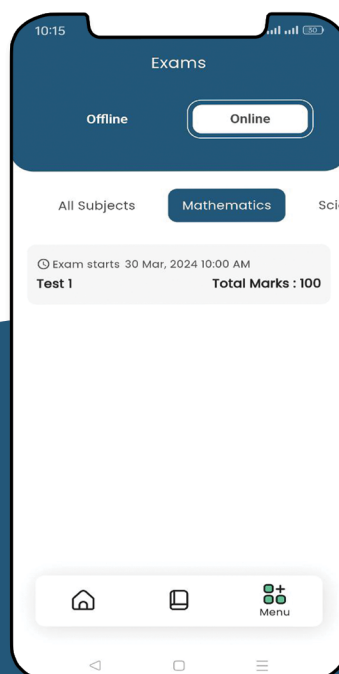 10:15
Exams
Offline Online
All Subjects Mathematics Sci
Exam starts 30 Mar, 2024 10:00 AM
Test 1 Total Marks : 100
Menu